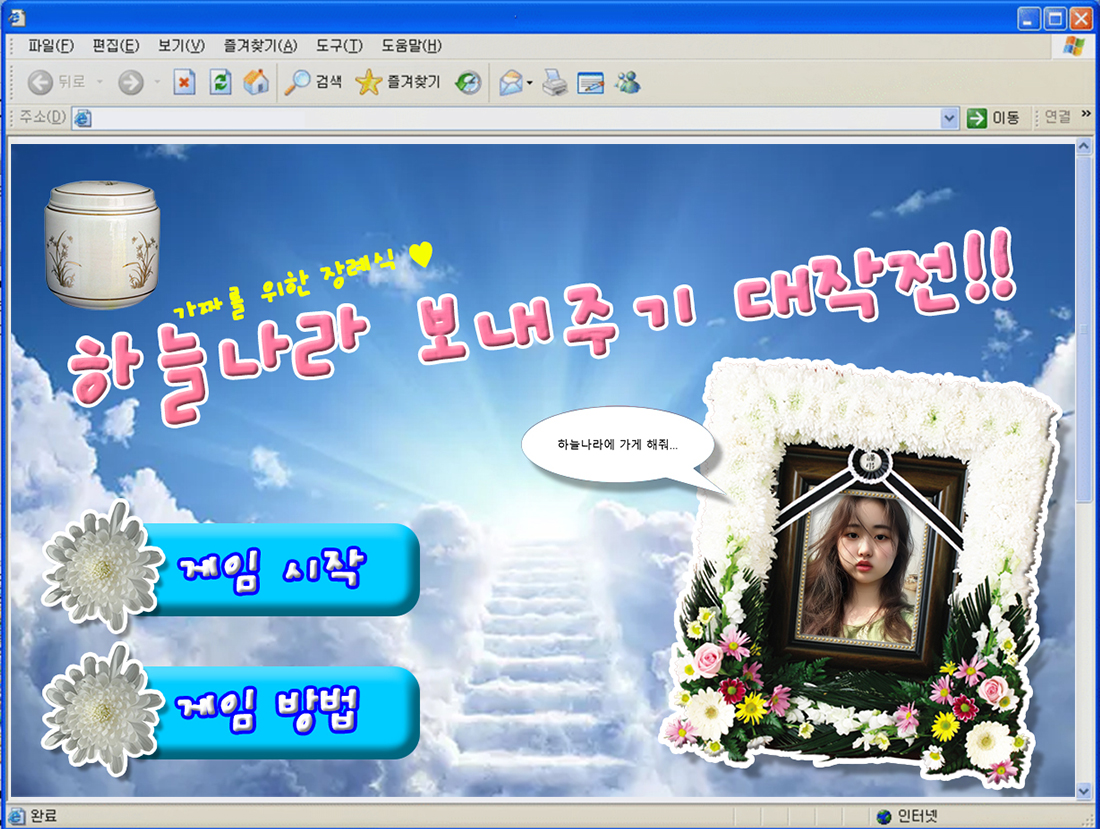 파일(F) 편집(E) 보기(V) 즐겨찾기(A) 도구(T) 도움말(H)
뒤로 검색 즐겨찾기
주소(D) 이동 연결 »
가짜를 위한 장례식 ♥
하늘나라 보내주기 대작전!!
하늘나라에 가게 해줘...
게임 시작
게임 방법
완료 인터넷